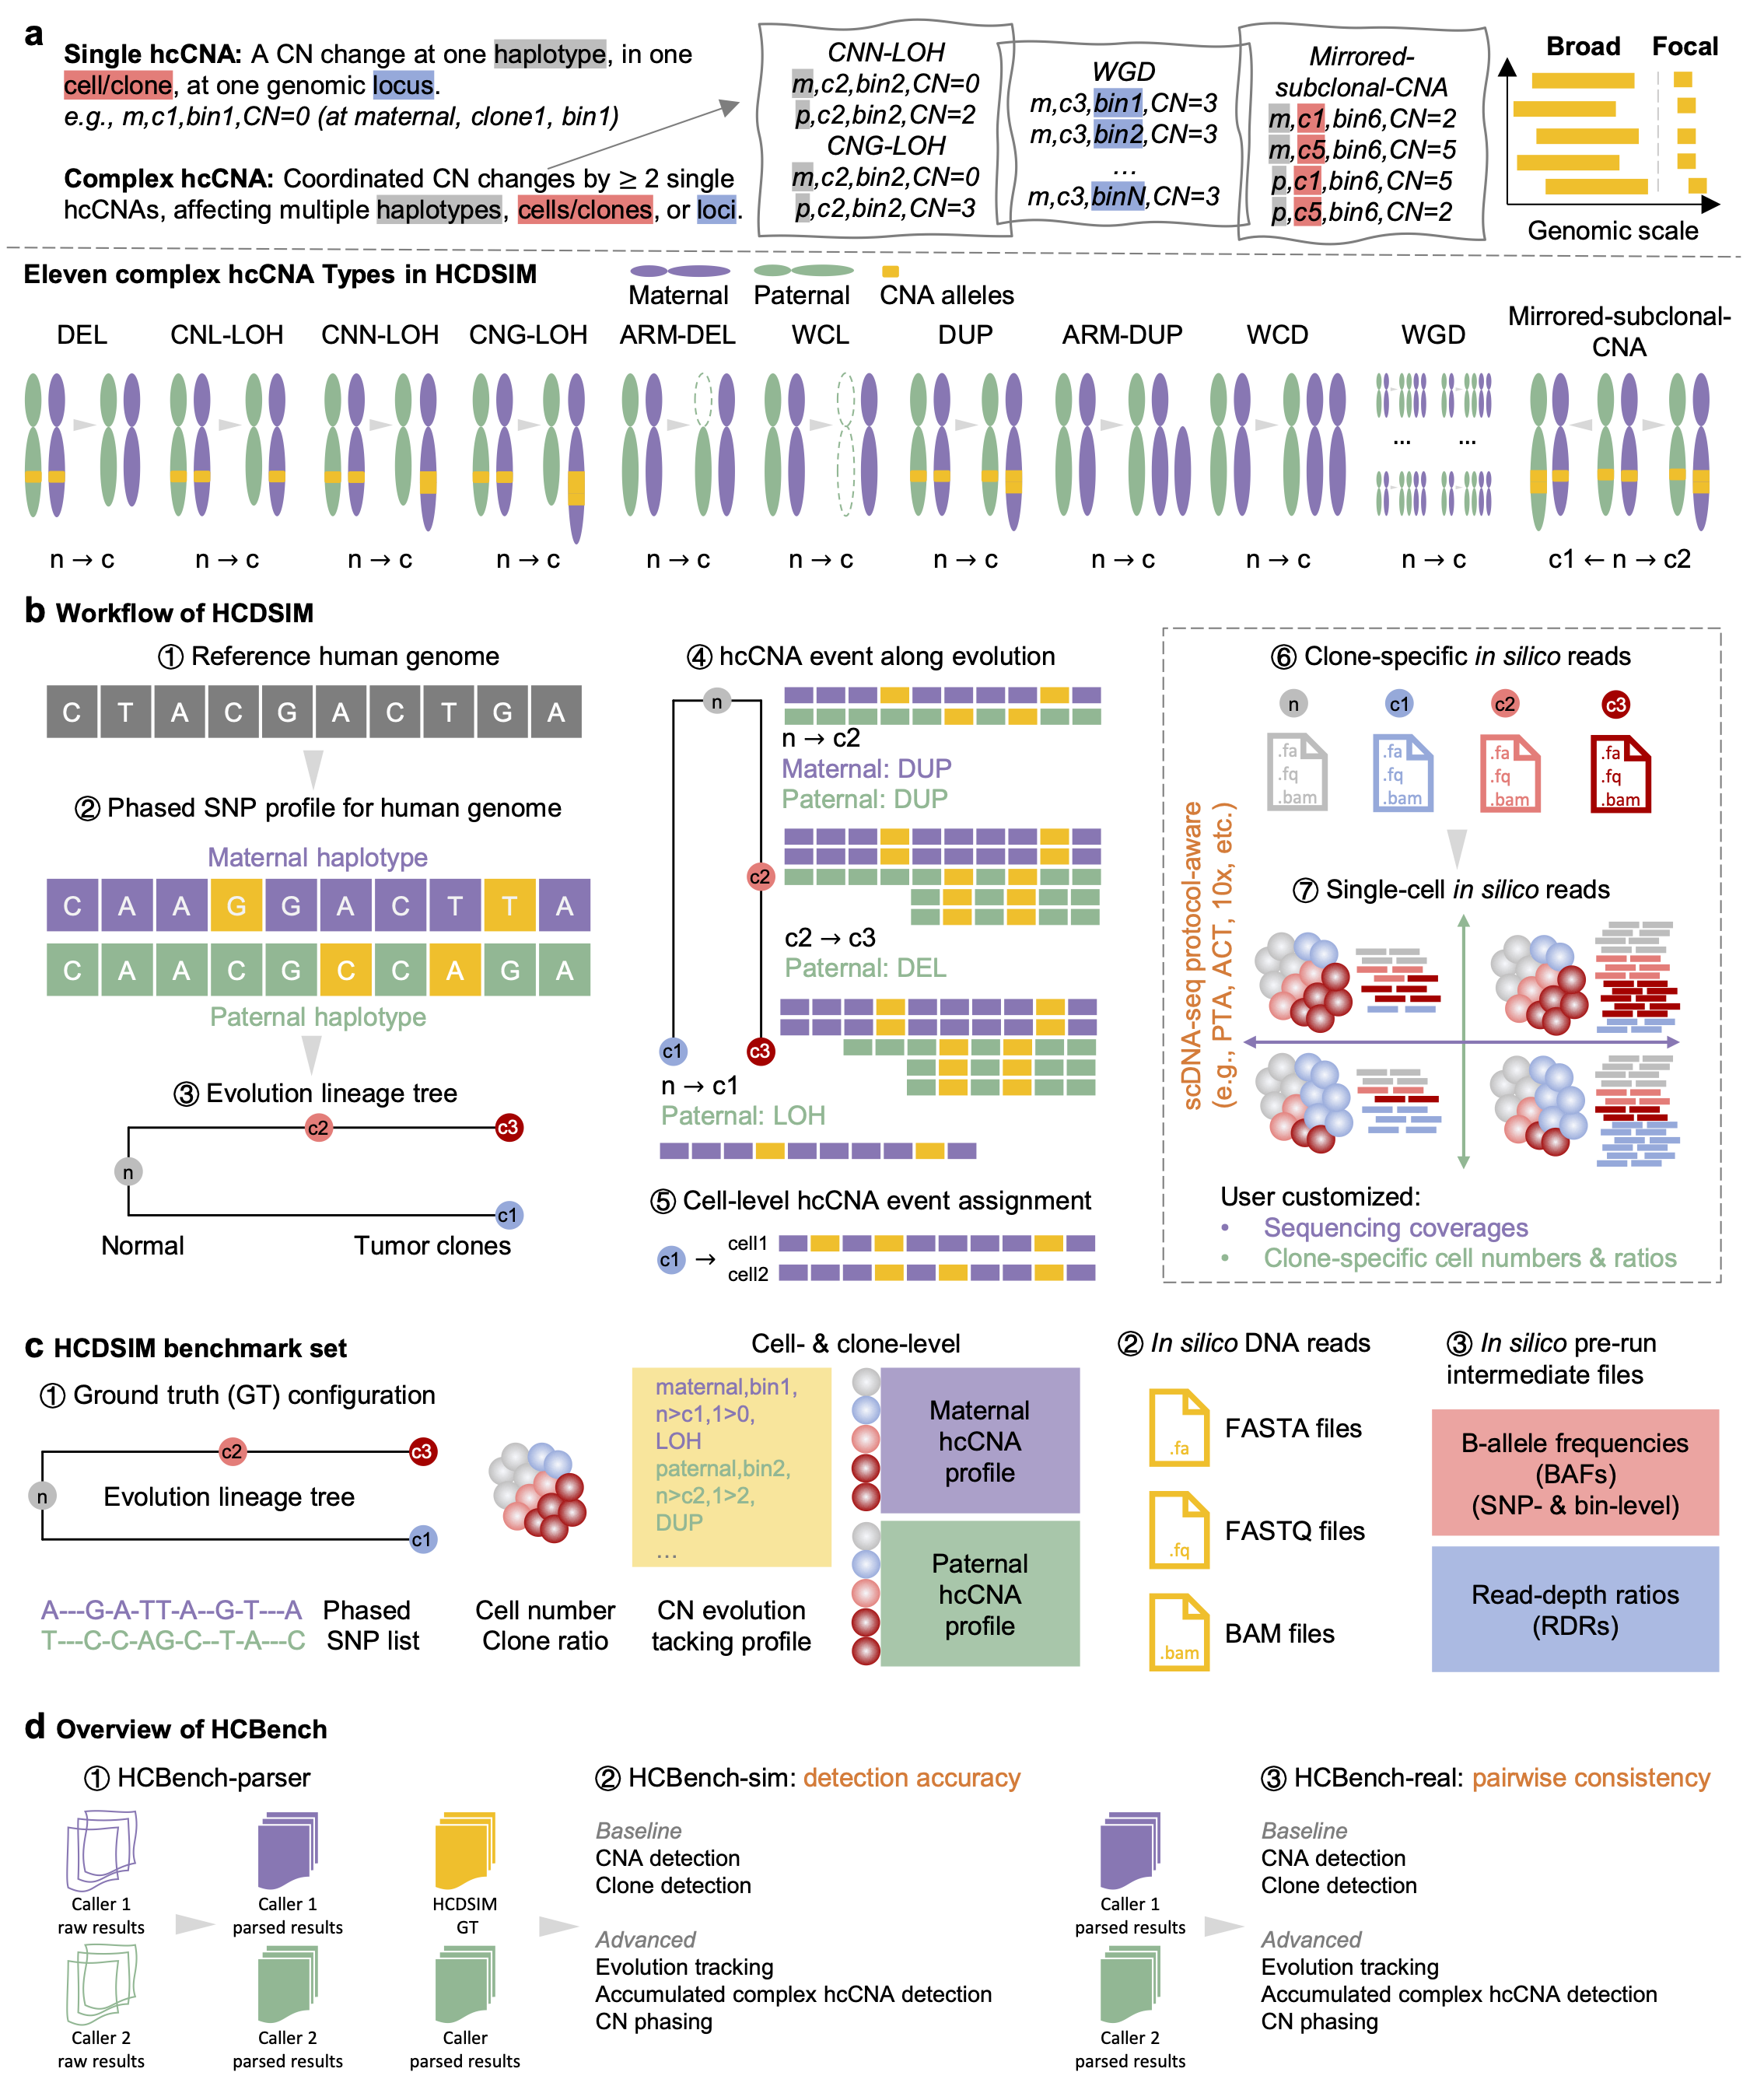 a
Single hcCNA: A CN change at one haplotype, in one
cell/clone, at one genomic locus.
e.g., m,c1,bin1,CN=0 (at maternal, clone1, bin1)
Complex hcCNA: Coordinated CN changes by ≥ 2 single
hcCNAs, affecting multiple haplotypes, cells/clones, or loci.
CNN-LOH
m,c2,bin2,CN=0
p,c2,bin2,CN=2
CNG-LOH
m,c2,bin2,CN=0
p,c2,bin2,CN=3
WGD
m,c3,bin1,CN=3
m,c3,bin2,CN=3
...
m,c3,binN,CN=3
Mirrored-
subclonal-CNA
m,c1,bin6,CN=2
m,c5,bin6,CN=5
p,c1,bin6,CN=5
p,c5,bin6,CN=2
Broad Focal
Genomic scale
Eleven complex hcCNA Types in HCDSIM
Maternal Paternal CNA alleles
DEL CNL-LOH CNN-LOH CNG-LOH ARM-DEL WCL DUP ARM-DUP WCD WGD Mirrored-subclonal-
CNA
... ...
n → c n → c n → c n → c n → c n → c n → c n → c n → c n → c c1 ← n → c2
b Workflow of HCDSIM
① Reference human genome
C T A C G A C T G A
② Phased SNP profile for human genome
Maternal haplotype
C A A G G A C T T A
C A A C G C C A G A
Paternal haplotype
③ Evolution lineage tree
c2 c3
n
c1
Normal Tumor clones
④ hcCNA event along evolution
n
n → c2
Maternal: DUP
Paternal: DUP
c2
c2 → c3
Paternal: DEL
c1 c3
n → c1
Paternal: LOH
⑤ Cell-level hcCNA event assignment
c1 → cell1
cell2
⑥ Clone-specific in silico reads
n c1 c2 c3
.fa .fa .fa .fa
.fq .fq .fq .fq
.bam .bam .bam .bam
⑦ Single-cell in silico reads
scDNA-seq protocol-aware
(e.g., PTA, ACT, 10x, etc.)
User customized:
• Sequencing coverages
• Clone-specific cell numbers & ratios
c HCDSIM benchmark set
① Ground truth (GT) configuration
c2 c3
n Evolution lineage tree
c1
A---G-A-TT-A--G-T---A Phased
T---C-C-AG-C--T-A---C SNP list
Cell number
Clone ratio
Cell- & clone-level
maternal,bin1,
n>c1,1>0,
LOH
paternal,bin2,
n>c2,1>2,
DUP
...
CN evolution
tacking profile
Maternal
hcCNA
profile
Paternal
hcCNA
profile
② In silico DNA reads
.fa FASTA files
.fq FASTQ files
.bam BAM files
③ In silico pre-run
intermediate files
B-allele frequencies
(BAFs)
(SNP- & bin-level)
Read-depth ratios
(RDRs)
d Overview of HCBench
① HCBench-parser
Caller 1
raw results
Caller 1
parsed results
HCDSIM
GT
Caller 2
raw results
Caller 2
parsed results
Caller
parsed results
② HCBench-sim: detection accuracy
Baseline
CNA detection
Clone detection
Advanced
Evolution tracking
Accumulated complex hcCNA detection
CN phasing
Caller 1
parsed results
Caller 2
parsed results
③ HCBench-real: pairwise consistency
Baseline
CNA detection
Clone detection
Advanced
Evolution tracking
Accumulated complex hcCNA detection
CN phasing